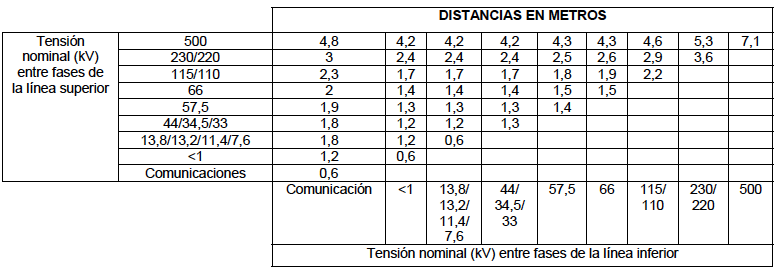 DISTANCIAS EN METROS
Tensión nominal (kV) entre fases de la línea superior
500 4,8 4,2 4,2 4,2 4,3 4,3 4,6 5,3 7,1
230/220 3 2,4 2,4 2,4 2,5 2,6 2,9 3,6
115/110 2,3 1,7 1,7 1,7 1,8 1,9 2,2
66 2 1,4 1,4 1,4 1,5 1,5
57,5 1,9 1,3 1,3 1,3 1,4
44/34,5/33 1,8 1,2 1,2 1,3
13,8/13,2/11,4/7,6 1,8 1,2 0,6
<1 1,2 0,6
Comunicaciones 0,6
Comunicación <1 13,8/ 13,2/ 11,4/ 7,6 44/ 34,5/ 33 57,5 66 115/ 110 230/ 220 500
Tensión nominal (kV) entre fases de la línea inferior